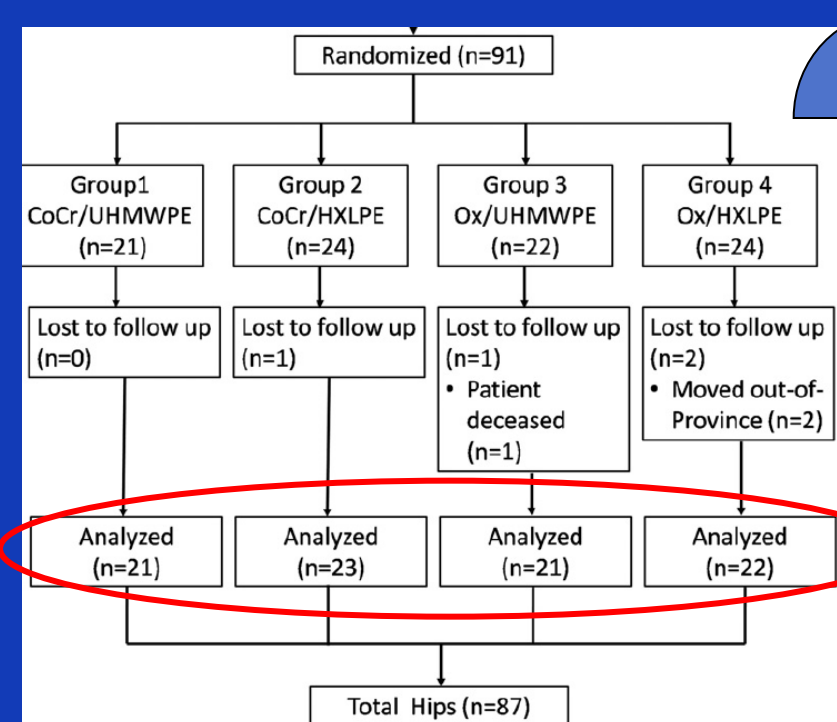 Randomized (n=91)
Group1
CoCr/UHMWPE
(n=21)
Group 2
CoCr/HXLPE
(n=24)
Group 3
Ox/UHMWPE
(n=22)
Group 4
Ox/HXLPE
(n=24)
Lost to follow up
(n=0)
Lost to follow up
(n=1)
Lost to follow up
(n=1)
• Patient
deceased
(n=1)
Lost to follow up
(n=2)
• Moved out-of-
Province (n=2)
Analyzed
(n=21)
Analyzed
(n=23)
Analyzed
(n=21)
Analyzed
(n=22)
Total Hips (n=87)